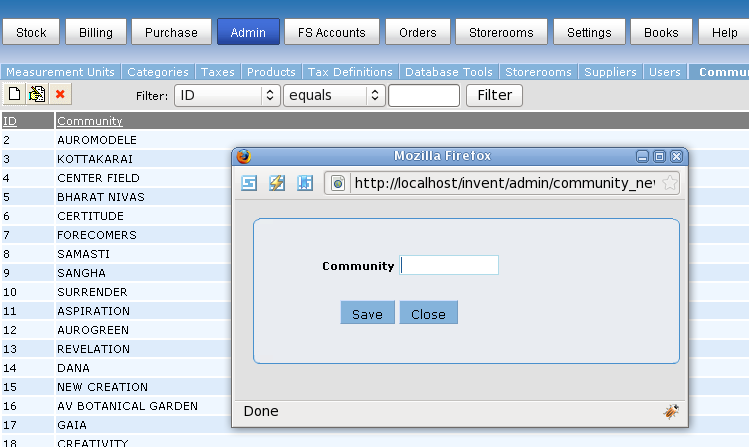 Stock Billing Purchase Admin FS Accounts Orders Storerooms Settings Books Help
Measurement Units Categories Taxes Products Tax Definitions Database Tools Storerooms Suppliers Users Commu
Filter: ID equals Filter
ID Community
2 AUROMODELE
3 KOTTAKARAI
4 CENTER FIELD
5 BHARAT NIVAS
6 CERTITUDE
7 FORECOMERS
8 SAMASTI
9 SANGHA
10 SURRENDER
11 ASPIRATION
12 AUROGREEN
13 REVELATION
14 DANA
15 NEW CREATION
16 AV BOTANICAL GARDEN
17 GAIA
18 CREATIVITY
Mozilla Firefox
http://localhost/invent/admin/community_ne
Community
Save Close
Done